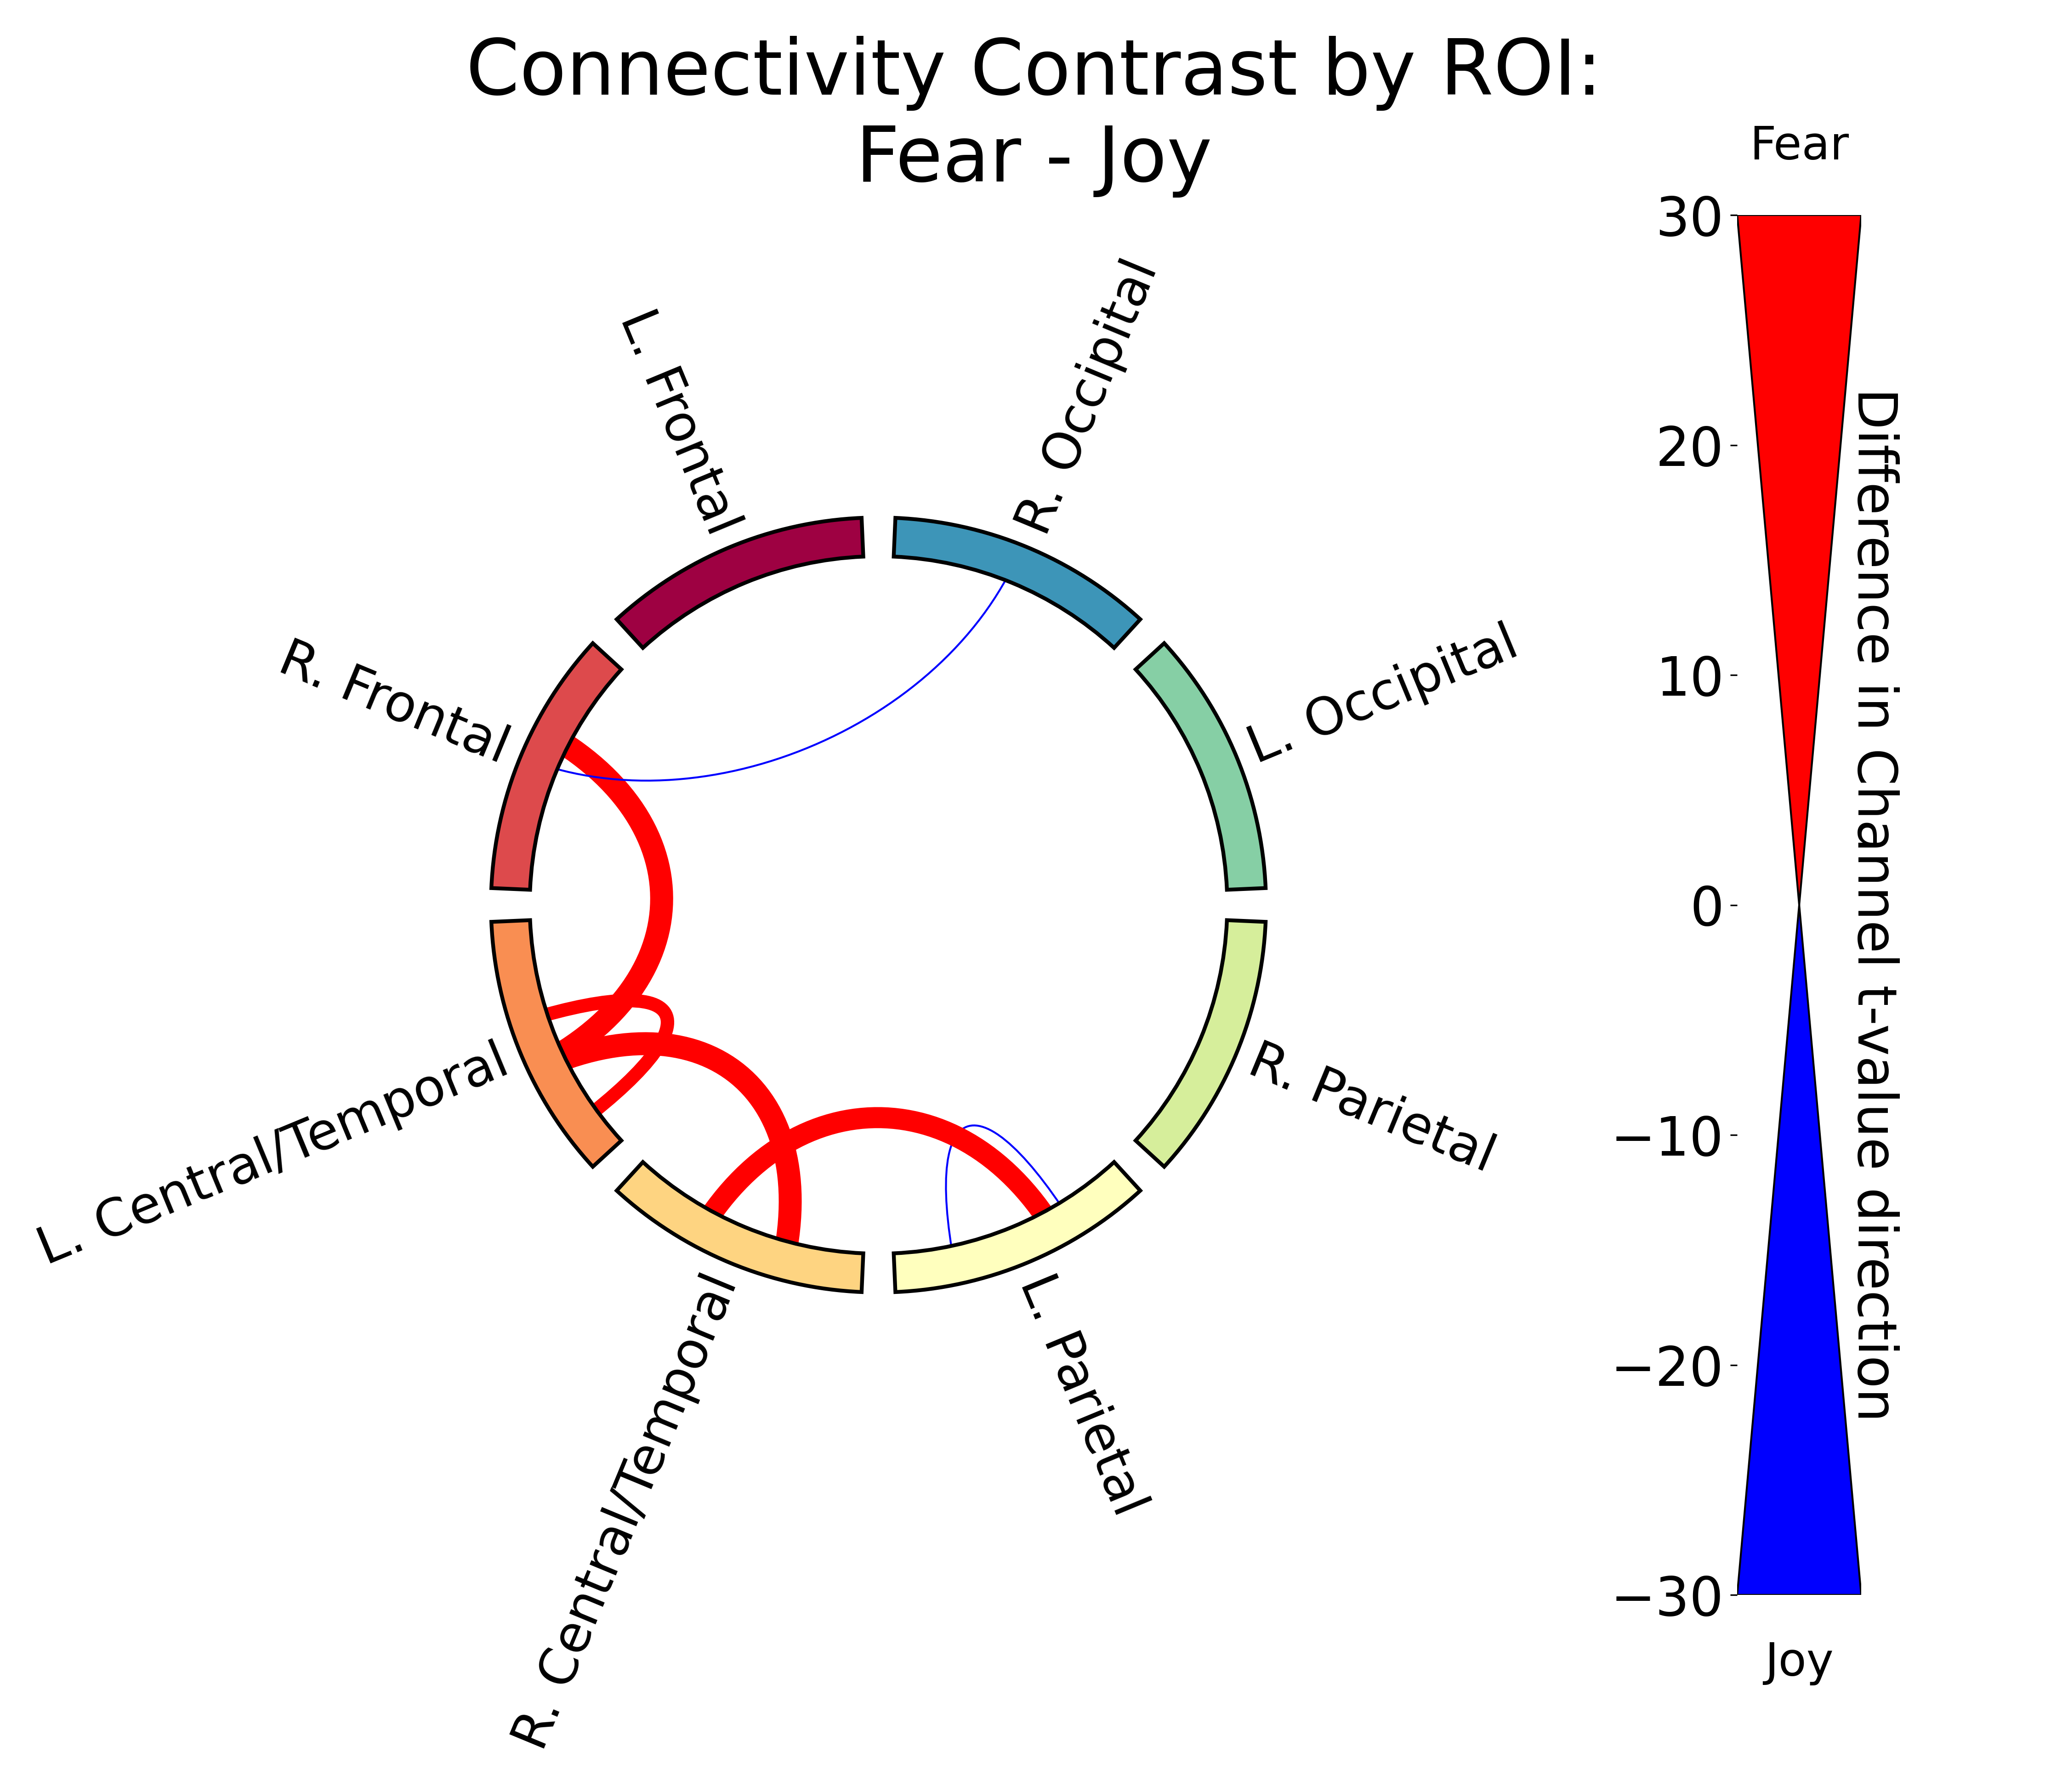 Connectivity Contrast by ROI:
Fear - Joy
Fear
30
20
10
0
−10
−20
−30
Joy
Difference in Channel t-value direction
L. Frontal
R. Occipital
R. Frontal
L. Occipital
L. Central/Temporal
R. Parietal
R. Central/Temporal
L. Parietal